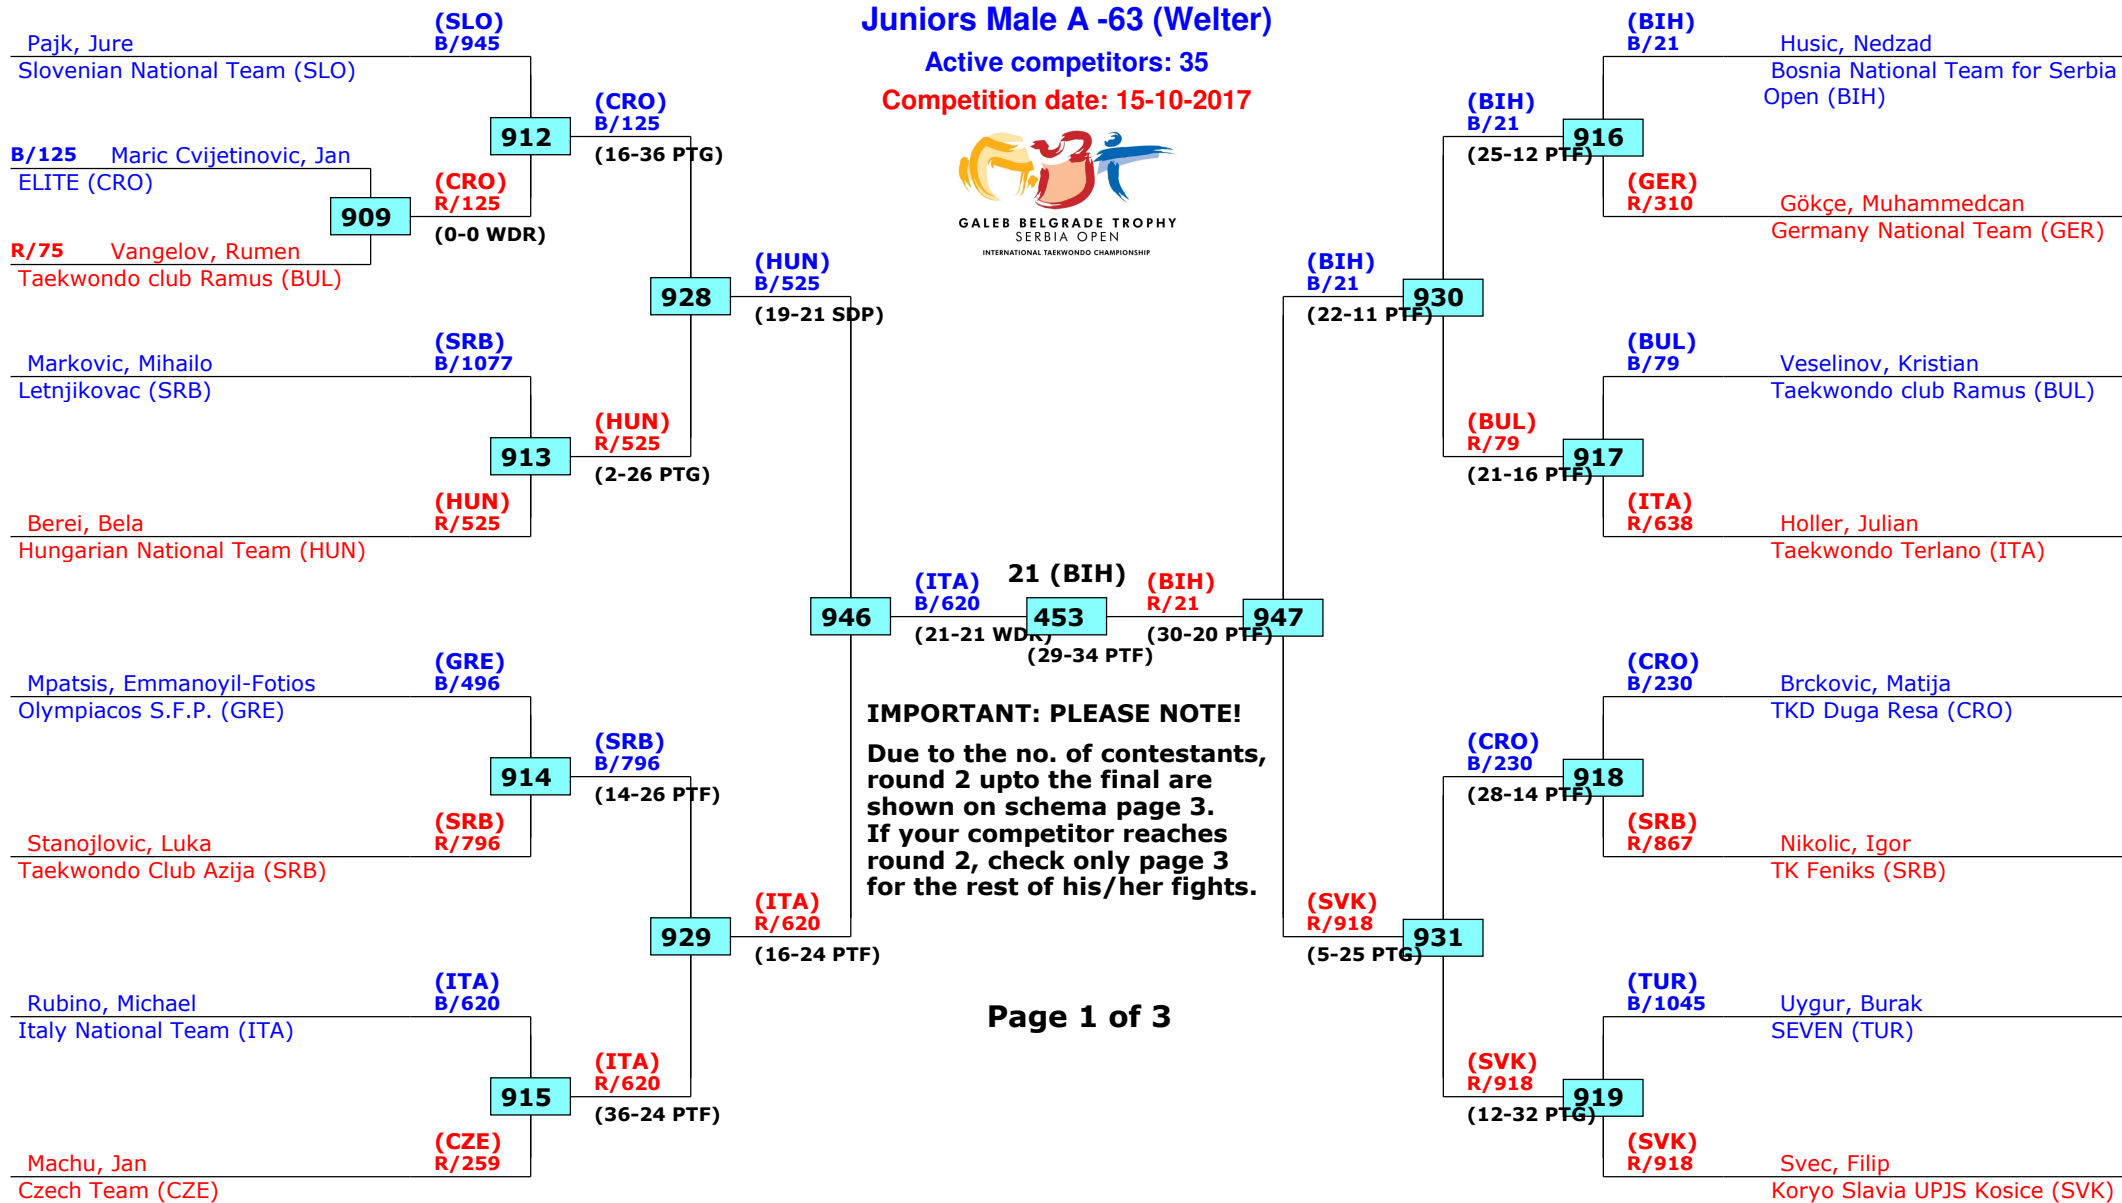 Juniors Male A -63 (Welter)
Active competitors: 35
Competition date: 15-10-2017
GALEB BELGRADE TROPHY
SERBIA OPEN
INTERNATIONAL TAEKWONDO CHAMPIONSHIP
(SLO)
Pajk, Jure B/945
Slovenian National Team (SLO)
912
(CRO)
B/125
(16-36 PTG)
B/125 Maric Cvijetinovic, Jan
ELITE (CRO)
909
(CRO)
R/125
(0-0 WDR)
R/75 Vangelov, Rumen
Taekwondo club Ramus (BUL)
928
(HUN)
B/525
(19-21 SDP)
(SRB)
Markovic, Mihailo B/1077
Letnjikovac (SRB)
913
(HUN)
R/525
(2-26 PTG)
(HUN)
Berei, Bela R/525
Hungarian National Team (HUN)
946
(ITA)
B/620
(21-21 WDR)
21 (BIH)
453
(29-34 PTF)
(BIH)
R/21
(30-20 PTF)
947
(GRE)
Mpatsis, Emmanoyil-Fotios B/496
Olympiacos S.F.P. (GRE)
914
(SRB)
B/796
(14-26 PTF)
(SRB)
Stanojlovic, Luka R/796
Taekwondo Club Azija (SRB)
929
(ITA)
R/620
(16-24 PTF)
(ITA)
Rubino, Michael B/620
Italy National Team (ITA)
915
(ITA)
R/620
(36-24 PTF)
(CZE)
Machu, Jan R/259
Czech Team (CZE)
IMPORTANT: PLEASE NOTE!
Due to the no. of contestants,
round 2 upto the final are
shown on schema page 3.
If your competitor reaches
round 2, check only page 3
for the rest of his/her fights.
Page 1 of 3
(BIH)
B/21 Husic, Nedzad
Bosnia National Team for Serbia
Open (BIH)
(BIH)
B/21
(25-12 PTF)
916
(GER)
R/310 Gökçe, Muhammedcan
Germany National Team (GER)
(BIH)
B/21
(22-11 PTF)
930
(BUL)
B/79 Veselinov, Kristian
Taekwondo club Ramus (BUL)
(BUL)
R/79
(21-16 PTF)
917
(ITA)
R/638 Holler, Julian
Taekwondo Terlano (ITA)
(CRO)
B/230 Brckovic, Matija
TKD Duga Resa (CRO)
(CRO)
B/230
(28-14 PTF)
918
(SRB)
R/867 Nikolic, Igor
TK Feniks (SRB)
(SVK)
R/918
(5-25 PTG)
931
(TUR)
B/1045 Uygur, Burak
SEVEN (TUR)
(SVK)
R/918
(12-32 PTG)
919
(SVK)
R/918 Svec, Filip
Koryo Slavia UPJS Kosice (SVK)